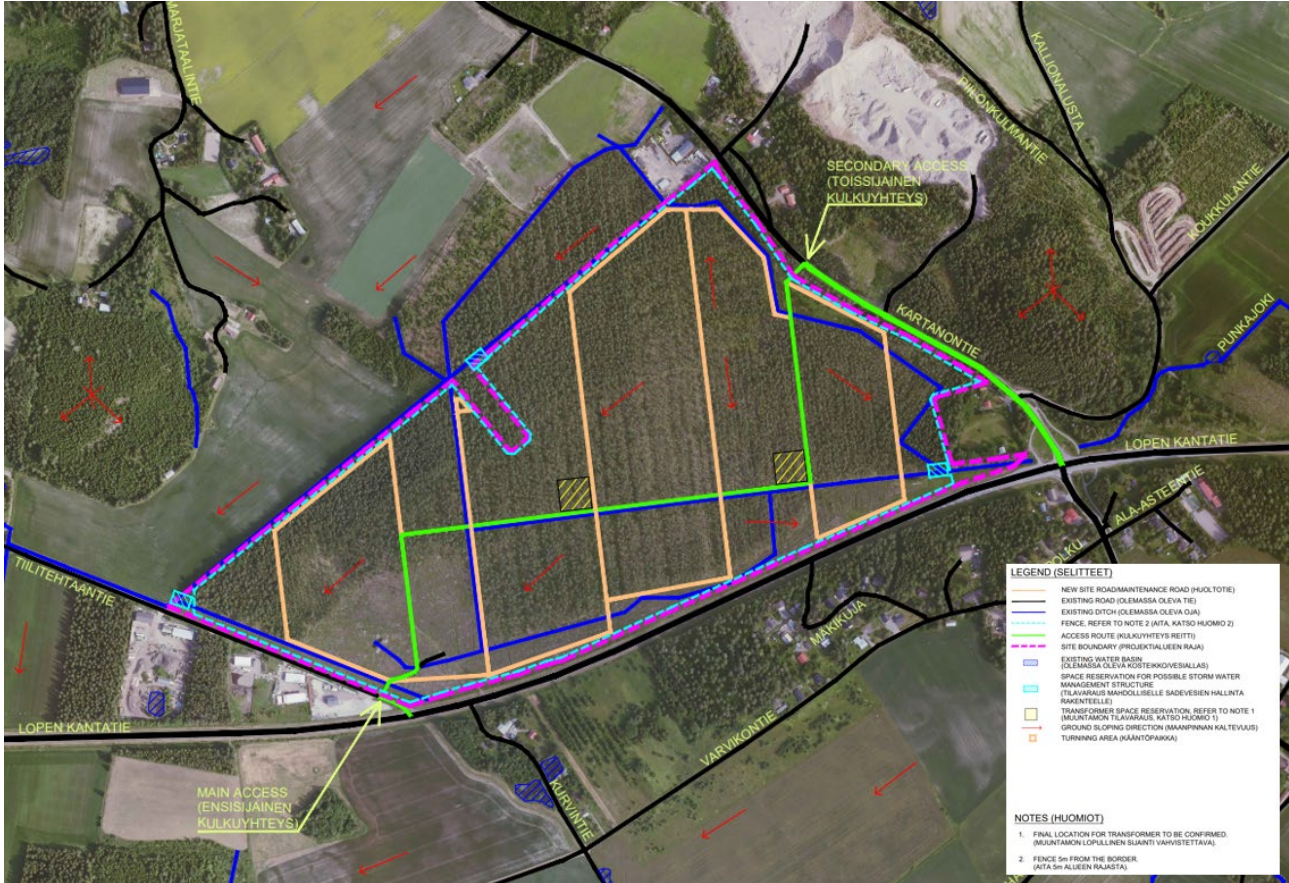 MARJATAALINTIE
KALLIONALUSTA
PIILONKULMANTIE
KOUKKULANTIE
SECONDARY ACCESS
(TOISSIJAINEN
KULKUYHTEYS)
KARTANONTIE
PUNKAJOKI
LOPEN KANTATIE
ALA-ASTEENTIE
OLKU
MAKIKUJA
TIILITEHTAANTIE
LOPEN KANTATIE
VARVIKONTIE
KURVINTIE
MAIN ACCESS
(ENSISIJAINEN
KULKUYHTEYS)
LEGEND (SELITTEET)
NEW SITE ROAD/MAINTENANCE ROAD (HUOLTOTIE)
EXISTING ROAD (OLEMASSA OLEVA TIE)
EXISTING DITCH (OLEMASSA OLEVA OJA)
FENCE, REFER TO NOTE 2 (AITA, KATSO HUOMIO 2)
ACCESS ROUTE (KULKUYHTEYS REITTI)
SITE BOUNDARY (PROJEKTIALUEEN RAJA)
EXISTING WATER BASIN
(OLEMASSA OLEVA KOSTEIKKO/VESIALLAS)
SPACE RESERVATION FOR POSSIBLE STORM WATER
MANAGEMENT STRUCTURE
(TILAVARAUS MAHDOLLISELLE SADEVESIEN HALLINTA
RAKENTEELLE)
TRANSFORMER SPACE RESERVATION, REFER TO NOTE 1
(MUUNTAMON TILAVARAUS, KATSO HUOMIO 1)
GROUND SLOPING DIRECTION (MAANPINNAN KALTEVUUS)
TURNINNG AREA (KÄÄNTÖPAIKKA)
NOTES (HUOMIOT)
1. FINAL LOCATION FOR TRANSFORMER TO BE CONFIRMED.
(MUUNTAMON LOPULLINEN SIJAINTI VAHVISTETTAVA).
2. FENCE 5m FROM THE BORDER.
(AITA 5m ALUEEN RAJASTA).